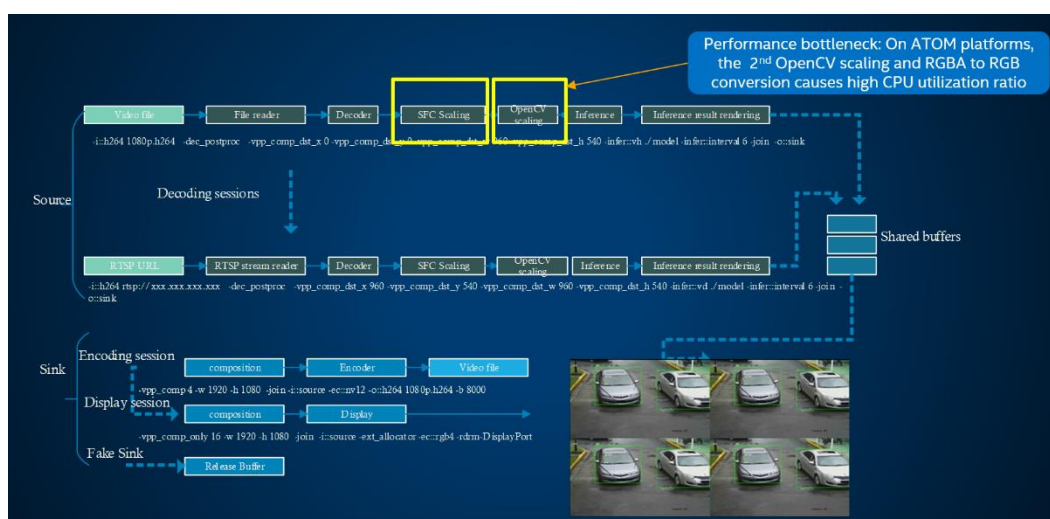 Performance bottleneck: On ATOM platforms,
the 2nd OpenCV scaling and RGBA to RGB
conversion causes high CPU utilization ratio
Video file
File reader
Decoder
SFC Scaling
OpenCV
scaling
Inference
Inference result rendering
-i::h264 1080p.h264 -dec_postproc -vpp_comp_dst_x 0 -vpp_comp_dst_y 0 -vpp_comp_dst_w 960 -vpp_comp_dst_h 540 -infer::vh ./model -infer::interval 6 -join -o::sink
Source
Decoding sessions
Shared buffers
RTSP URL
RTSP stream reader
Decoder
SFC Scaling
OpenCV
scaling
Inference
Inference result rendering
-i::h264 rtsp://xxx.xxx.xxx.xxx -dec_postproc -vpp_comp_dst_x 960 -vpp_comp_dst_y 540 -vpp_comp_dst_w 960 -vpp_comp_dst_h 540 -infer::vd ./model -infer::interval 6 -join -
o::sink
Sink
Encoding session
composition
Encoder
Video file
-vpp_comp 4 -w 1920 -h 1080 -join -i::source -ec::nv12 -o::h264 1080p.h264 -b 8000
Display session
composition
Display
-vpp_comp_only 16 -w 1920 -h 1080 -join -i::source -ext_allocator -ec::rgb4 -rdrm-DisplayPort
Fake Sink
Release Buffer